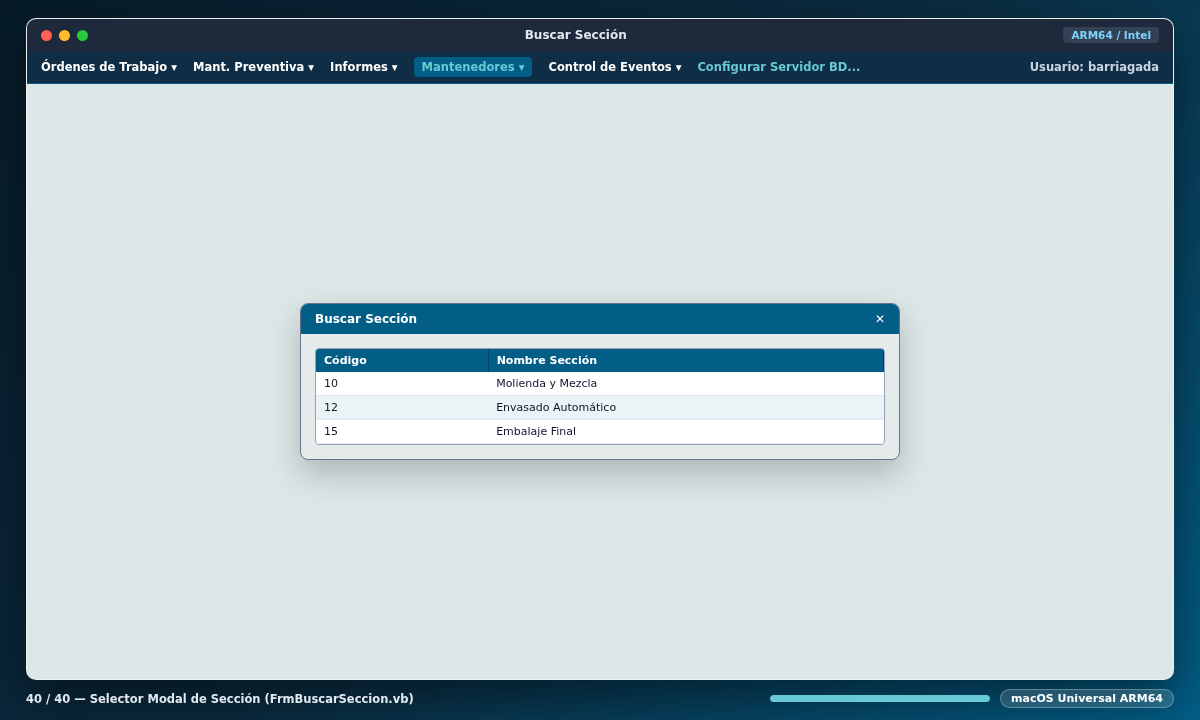 Buscar Sección
ARM64 / Intel
Órdenes de Trabajo ▾ Mant. Preventiva ▾ Informes ▾ Mantenedores ▾ Control de Eventos ▾ Configurar Servidor BD... Usuario: barriagada
Buscar Sección ✕
Código Nombre Sección
10 Molienda y Mezcla
12 Envasado Automático
15 Embalaje Final
40 / 40 — Selector Modal de Sección (FrmBuscarSeccion.vb) macOS Universal ARM64